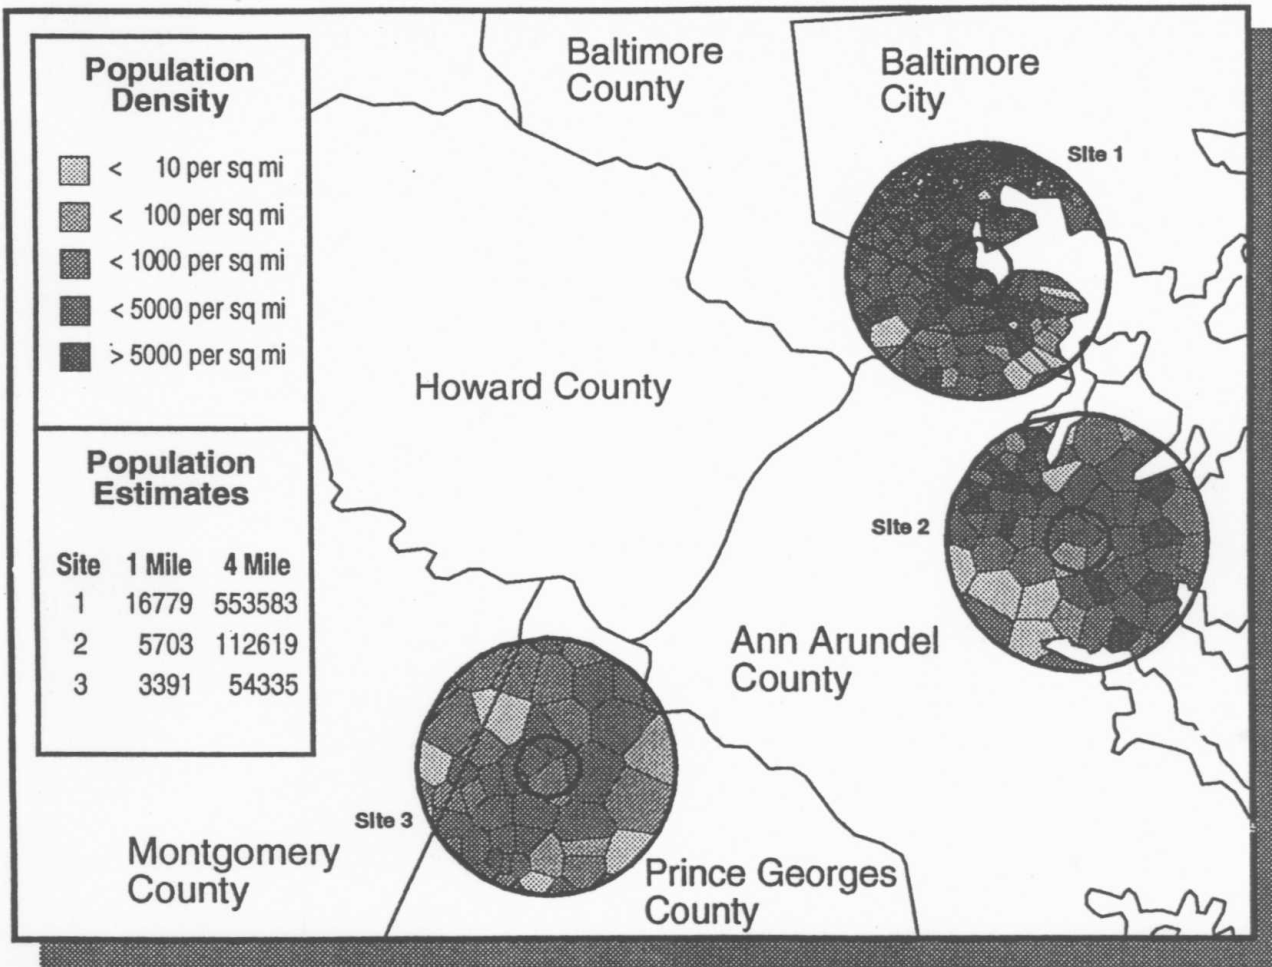 Population
Density
< 10 per sq mi
< 100 per sq mi
< 1000 per sq mi
< 5000 per sq mi
> 5000 per sq mi
Population
Estimates
Site 1 Mile 4 Mile
1 16779 553583
2 5703 112619
3 3391 54335
Baltimore
County
Baltimore
City
Site 1
Howard County
Site 2
Ann Arundel
County
Site 3
Montgomery
County
Prince Georges
County